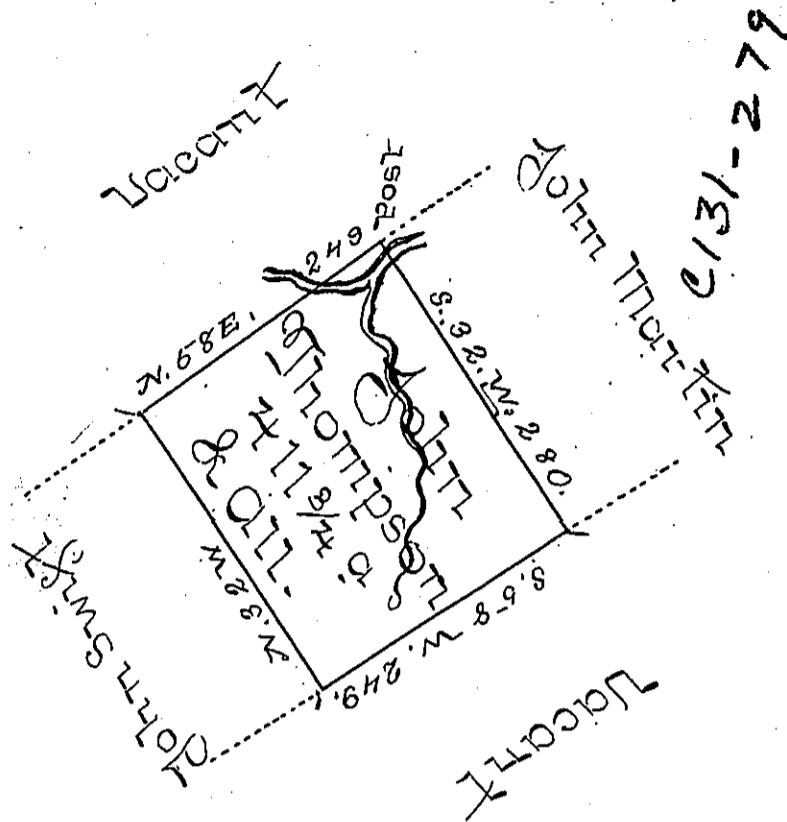 C131-279
Vacant
Post
John Martin
N. 58 E.
249
S. 32. W. 280.
John
Thompson
411 3/4 a.
& all.
John Swift
N. 32 W
S. 58 W. 249.
Vacant